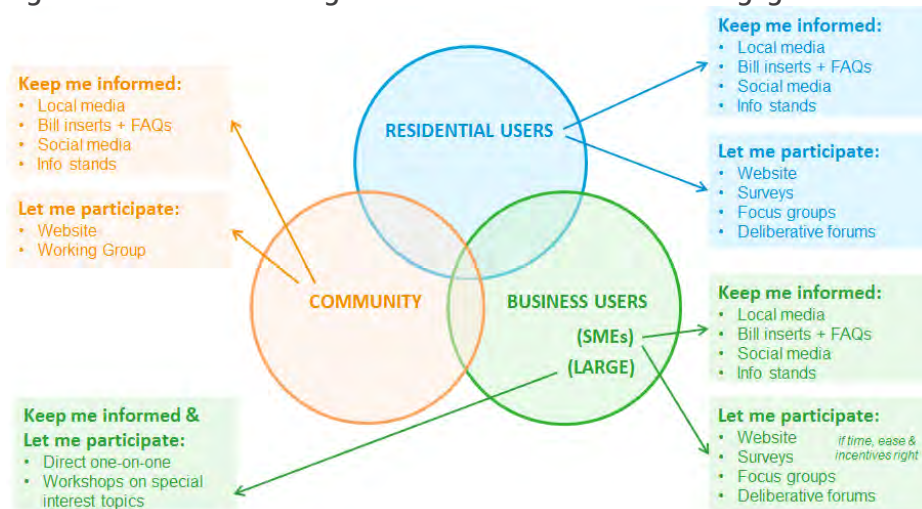 Keep me informed:
• Local media
• Bill inserts + FAQs
• Social media
• Info stands
Let me participate:
• Website
• Working Group
RESIDENTIAL USERS
COMMUNITY
BUSINESS USERS
(SMEs)
(LARGE)
Keep me informed:
• Local media
• Bill inserts + FAQs
• Social media
• Info stands
Let me participate:
• Website
• Surveys
• Focus groups
• Deliberative forums
Keep me informed:
• Local media
• Bill inserts + FAQs
• Social media
• Info stands
Let me participate:
• Website
• Surveys
• Focus groups
• Deliberative forums
if time, ease &
incentives right
Keep me informed &
Let me participate:
• Direct one-on-one
• Workshops on special
interest topics